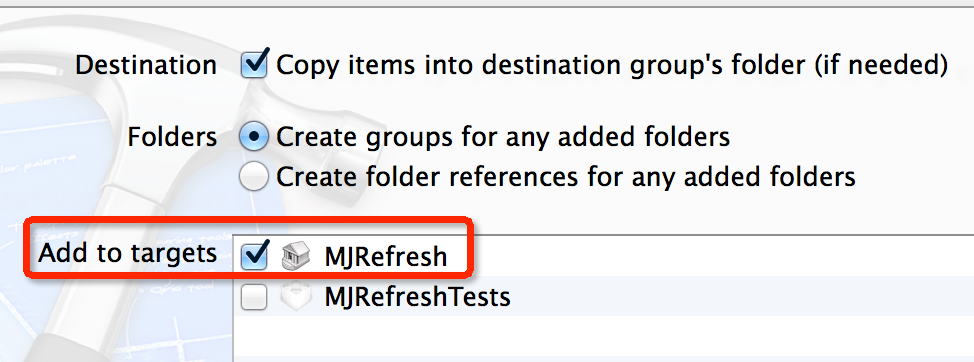 Destination Copy items into destination group's folder (if needed)
Folders Create groups for any added folders
Create folder references for any added folders
Add to targets MJRefresh
MJRefreshTests